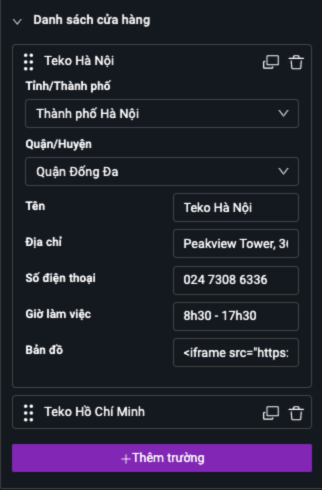 Danh sách cửa hàng
Teko Hà Nội
Tỉnh/Thành phố
Thành phố Hà Nội
Quận/Huyện
Quận Đống Đa
Tên
Teko Hà Nội
Địa chỉ
Peakview Tower, 36
Số điện thoại
024 7308 6336
Giờ làm việc
8h30 - 17h30
Bản đồ
<iframe src="https:
Teko Hồ Chí Minh
+Thêm trường